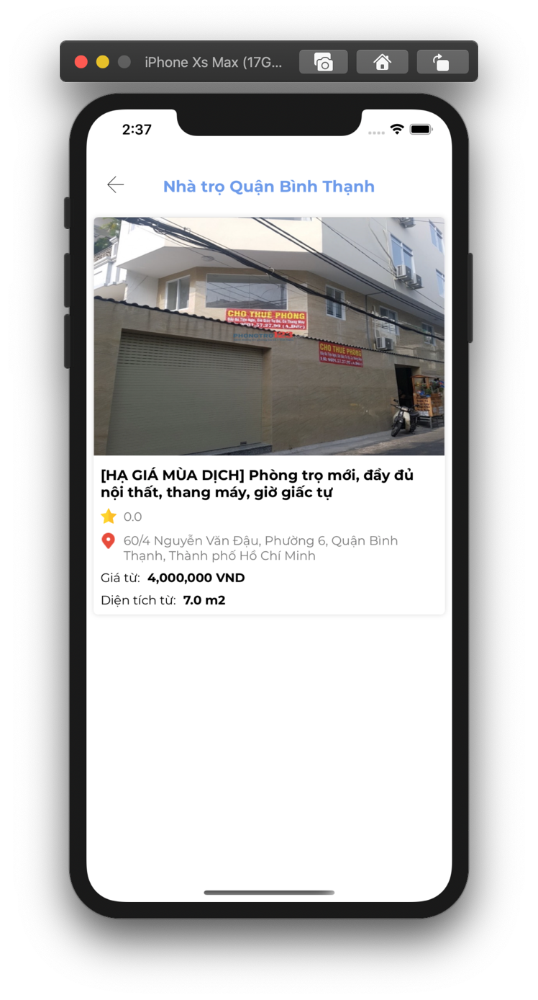 iPhone Xs Max (17G...
2:37
Nhà trọ Quận Bình Thạnh
CHO THUÊ PHÒNG
PHONGTRO123
CHO THUÊ PHÒNG
[HẠ GIÁ MÙA DỊCH] Phòng trọ mới, đầy đủ
nội thất, thang máy, giờ giấc tự
0.0
60/4 Nguyễn Văn Đậu, Phường 6, Quận Bình
Thạnh, Thành phố Hồ Chí Minh
Giá từ: 4,000,000 VND
Diện tích từ: 7.0 m2